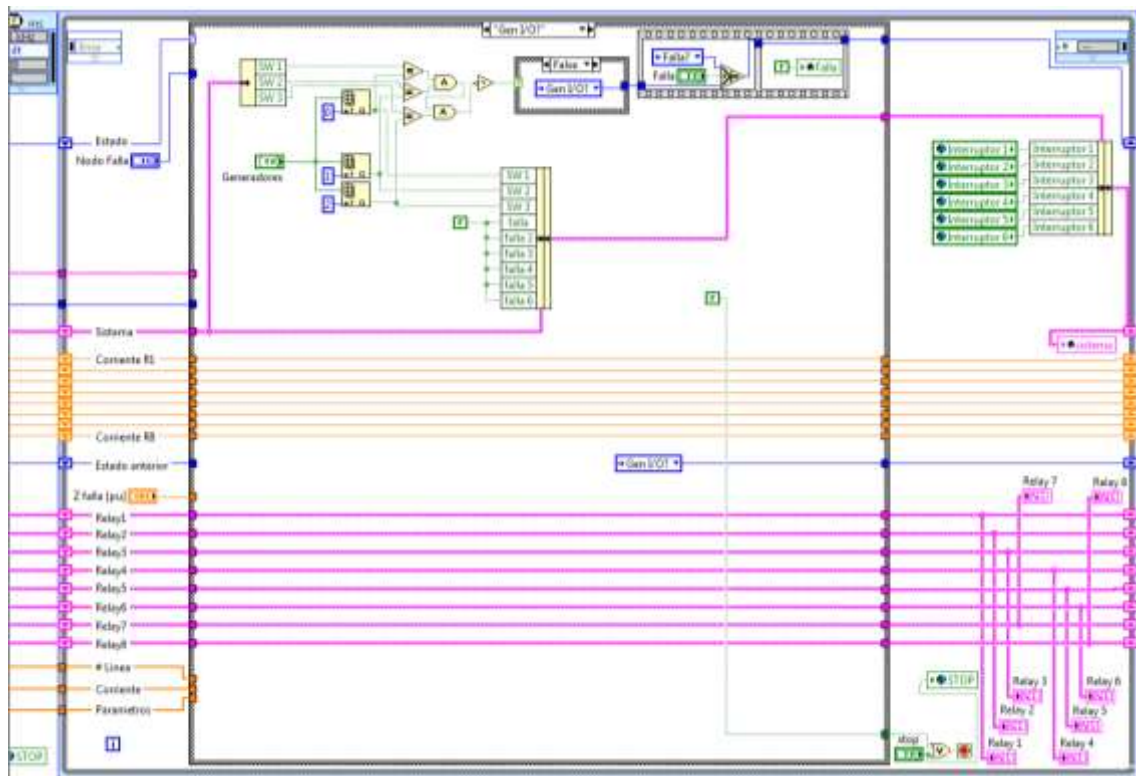 "Gen I/O!"
Falla?
Falla
Falla
SW 1
SW 2
SW 3
False
Gen I/O!
Estado
Nodo Falla
Generadores
SW 1
SW 2
SW 3
falla
falla 2
falla 3
falla 4
falla 5
falla 6
Interruptor 1
Interruptor 2
Interruptor 3
Interruptor 4
Interruptor 5
Interruptor 6
Interruptor 1
Interruptor 2
Interruptor 3
Interruptor 4
Interruptor 5
Interruptor 6
Sistema
sistema
Corriente R1
Corriente R8
Estado anterior
Gen I/O!
Z falla (pu)
Relay 7
Relay 8
Relay1
Relay2
Relay3
Relay4
Relay5
Relay6
Relay7
Relay8
# Linea
Corriente
Parametros
STOP
Relay 3
Relay 6
Relay 2
Relay 5
stop
Relay 1
Relay 4
STOP
i